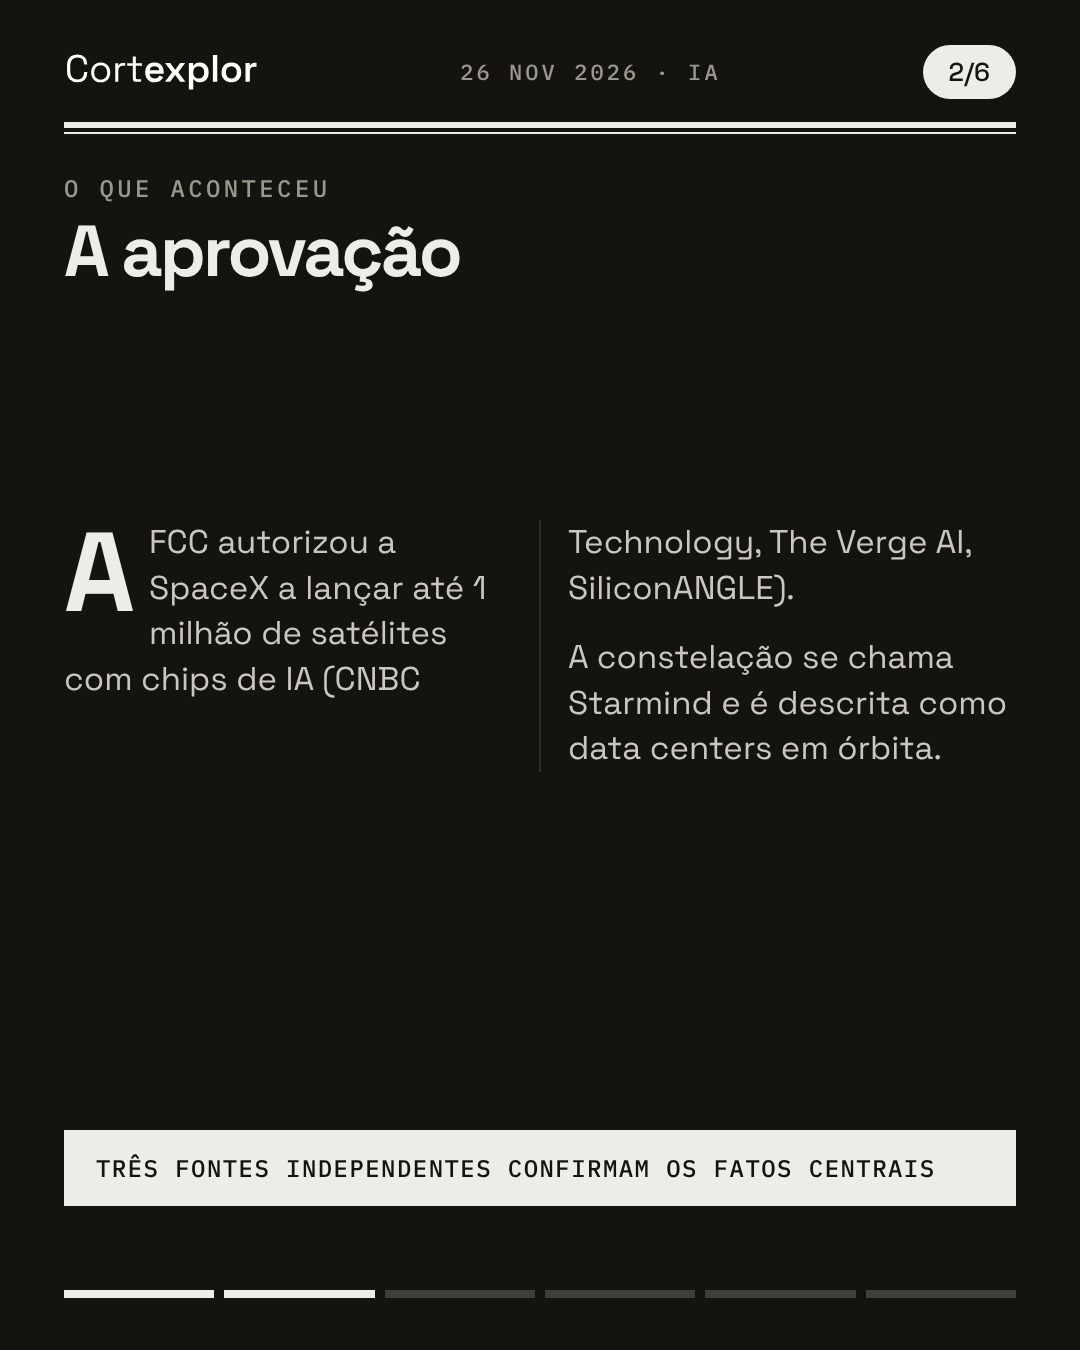 Cortexplor
26 NOV 2026 · IA
2/6
O QUE ACONTECEU
A aprovação
A FCC autorizou a
SpaceX a lançar até 1
milhão de satélites
com chips de IA (CNBC
Technology, The Verge AI,
SiliconANGLE).
A constelação se chama
Starmind e é descrita como
data centers em órbita.
TRÊS FONTES INDEPENDENTES CONFIRMAM OS FATOS CENTRAIS